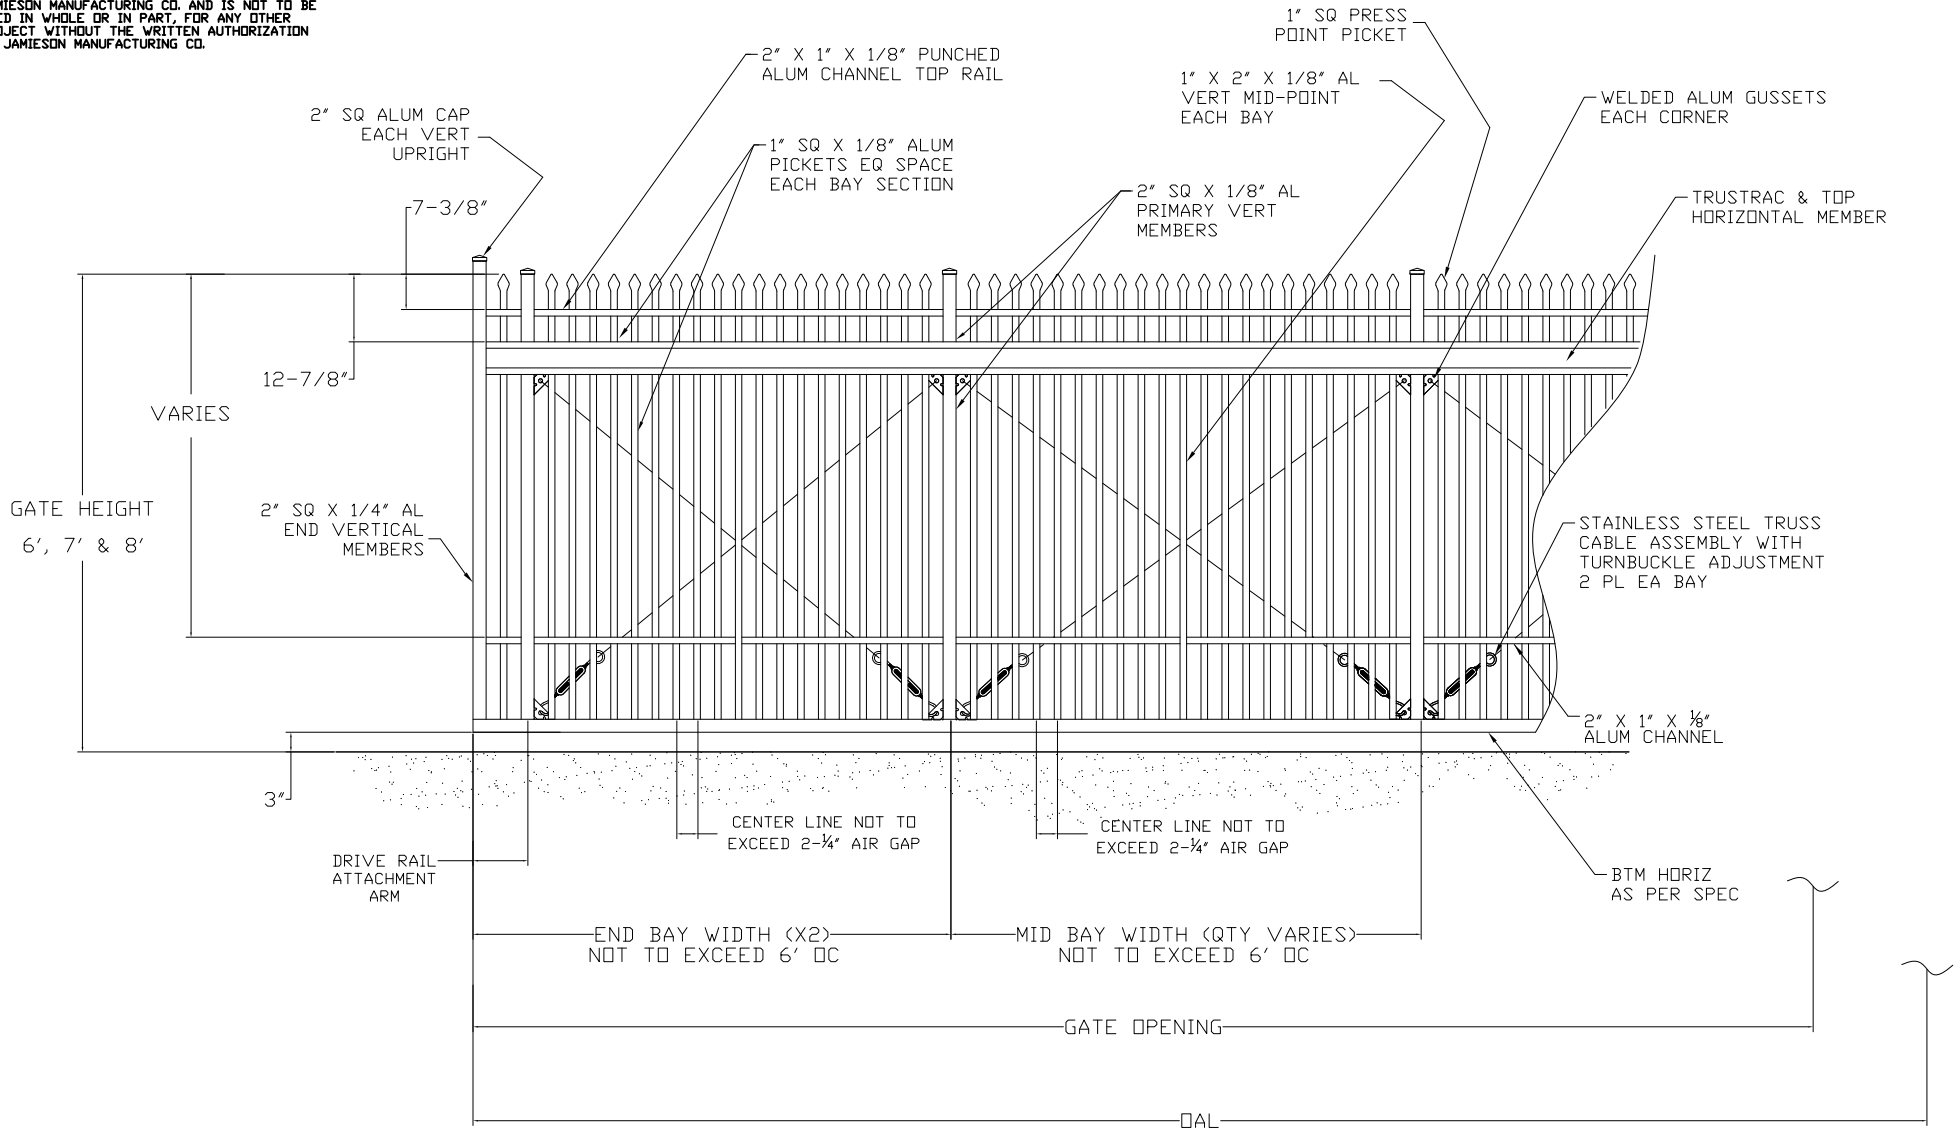 MIESON MANUFACTURING CO. AND IS NOT TO BE
ED IN WHOLE OR IN PART, FOR ANY OTHER
OJECT WITHOUT THE WRITTEN AUTHORIZATION
JAMIESON MANUFACTURING CO.
1" SQ PRESS
POINT PICKET
2" X 1" X 1/8" PUNCHED
ALUM CHANNEL TOP RAIL
1" X 2" X 1/8" AL
VERT MID-POINT
EACH BAY
WELDED ALUM GUSSETS
EACH CORNER
2" SQ ALUM CAP
EACH VERT
UPRIGHT
1" SQ X 1/8" ALUM
PICKETS EQ SPACE
EACH BAY SECTION
2" SQ X 1/8" AL
PRIMARY VERT
MEMBERS
TRUSTRAC & TOP
HORIZONTAL MEMBER
7-3/8"
12-7/8"
VARIES
GATE HEIGHT
6', 7' & 8'
2" SQ X 1/4" AL
END VERTICAL
MEMBERS
STAINLESS STEEL TRUSS
CABLE ASSEMBLY WITH
TURNBUCKLE ADJUSTMENT
2 PL EA BAY
2" X 1" X 1/8"
ALUM CHANNEL
3"
CENTER LINE NOT TO
EXCEED 2-1/4" AIR GAP
CENTER LINE NOT TO
EXCEED 2-1/4" AIR GAP
DRIVE RAIL
ATTACHMENT
ARM
BTM HORIZ
AS PER SPEC
END BAY WIDTH (X2)
NOT TO EXCEED 6' OC
MID BAY WIDTH (QTY VARIES)
NOT TO EXCEED 6' OC
GATE OPENING
OAL